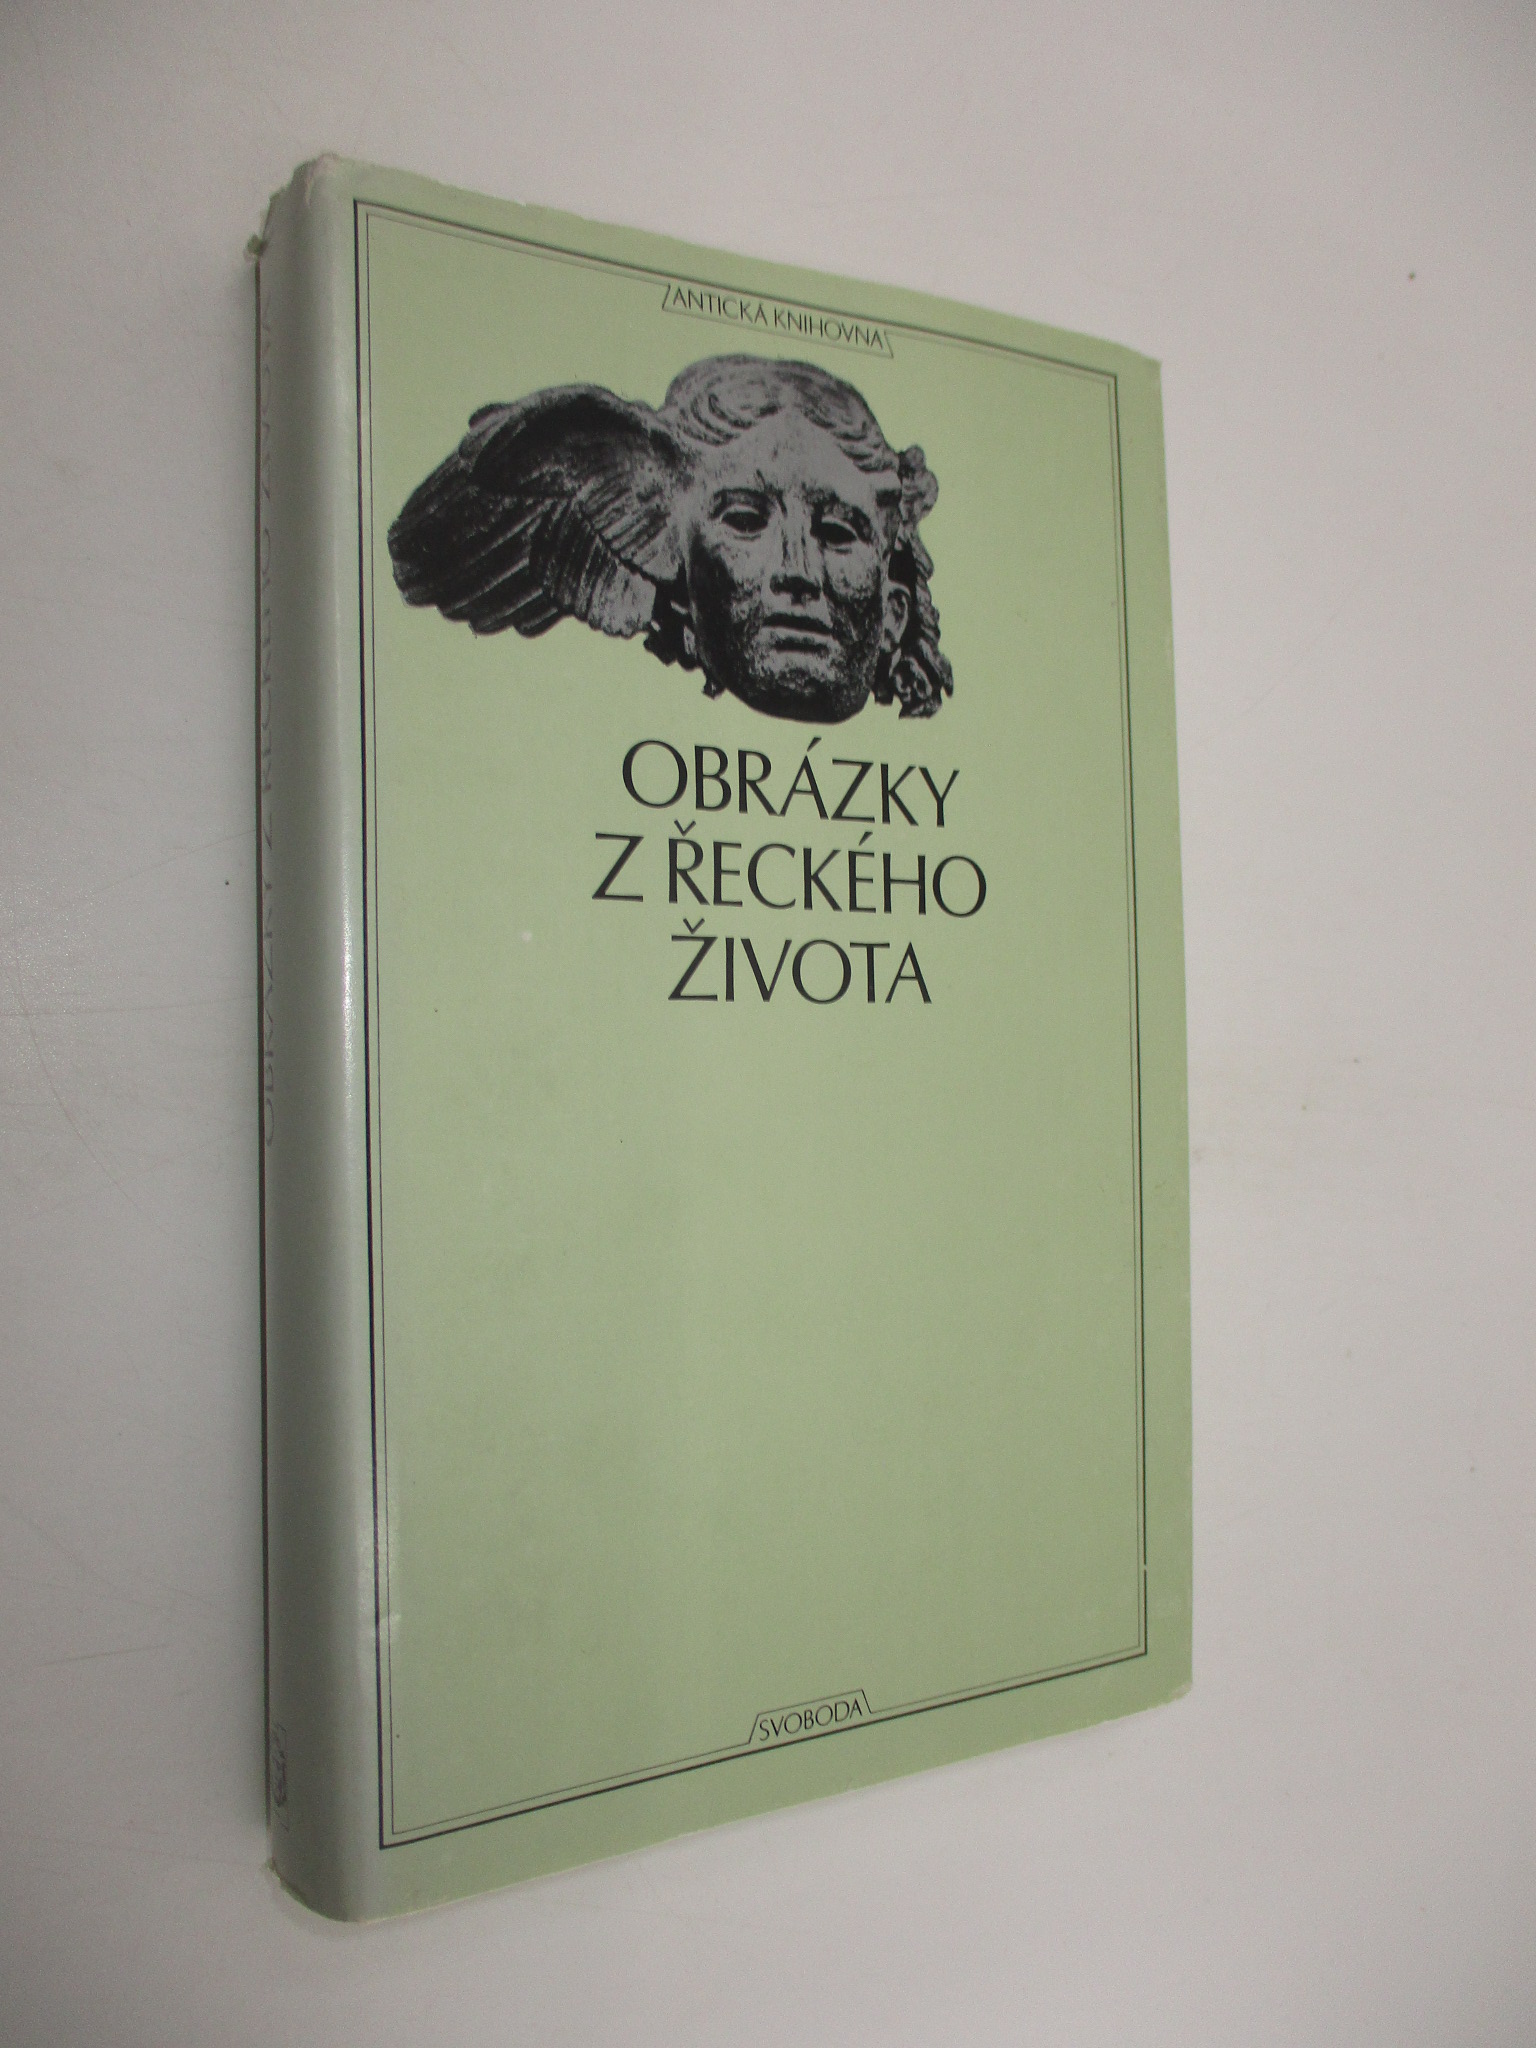 ANTICKÁ KNIHOVNA
OBRÁZKY
Z ŘECKÉHO
ŽIVOTA
SVOBODA
OBRÁZKY Z ŘECKÉHO ŽIVOTA